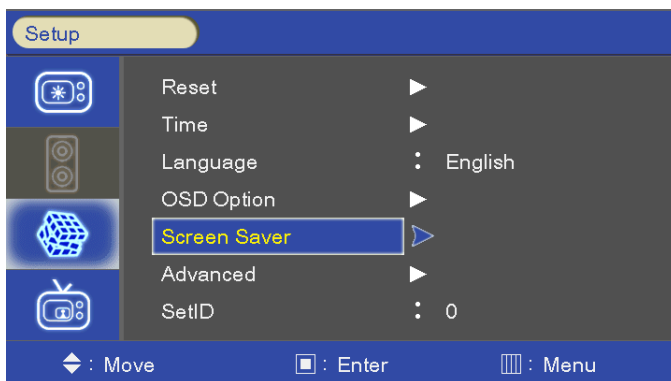 Setup
Reset
Time
Language : English
OSD Option
Screen Saver
Advanced
SetID : 0
: Move : Enter : Menu